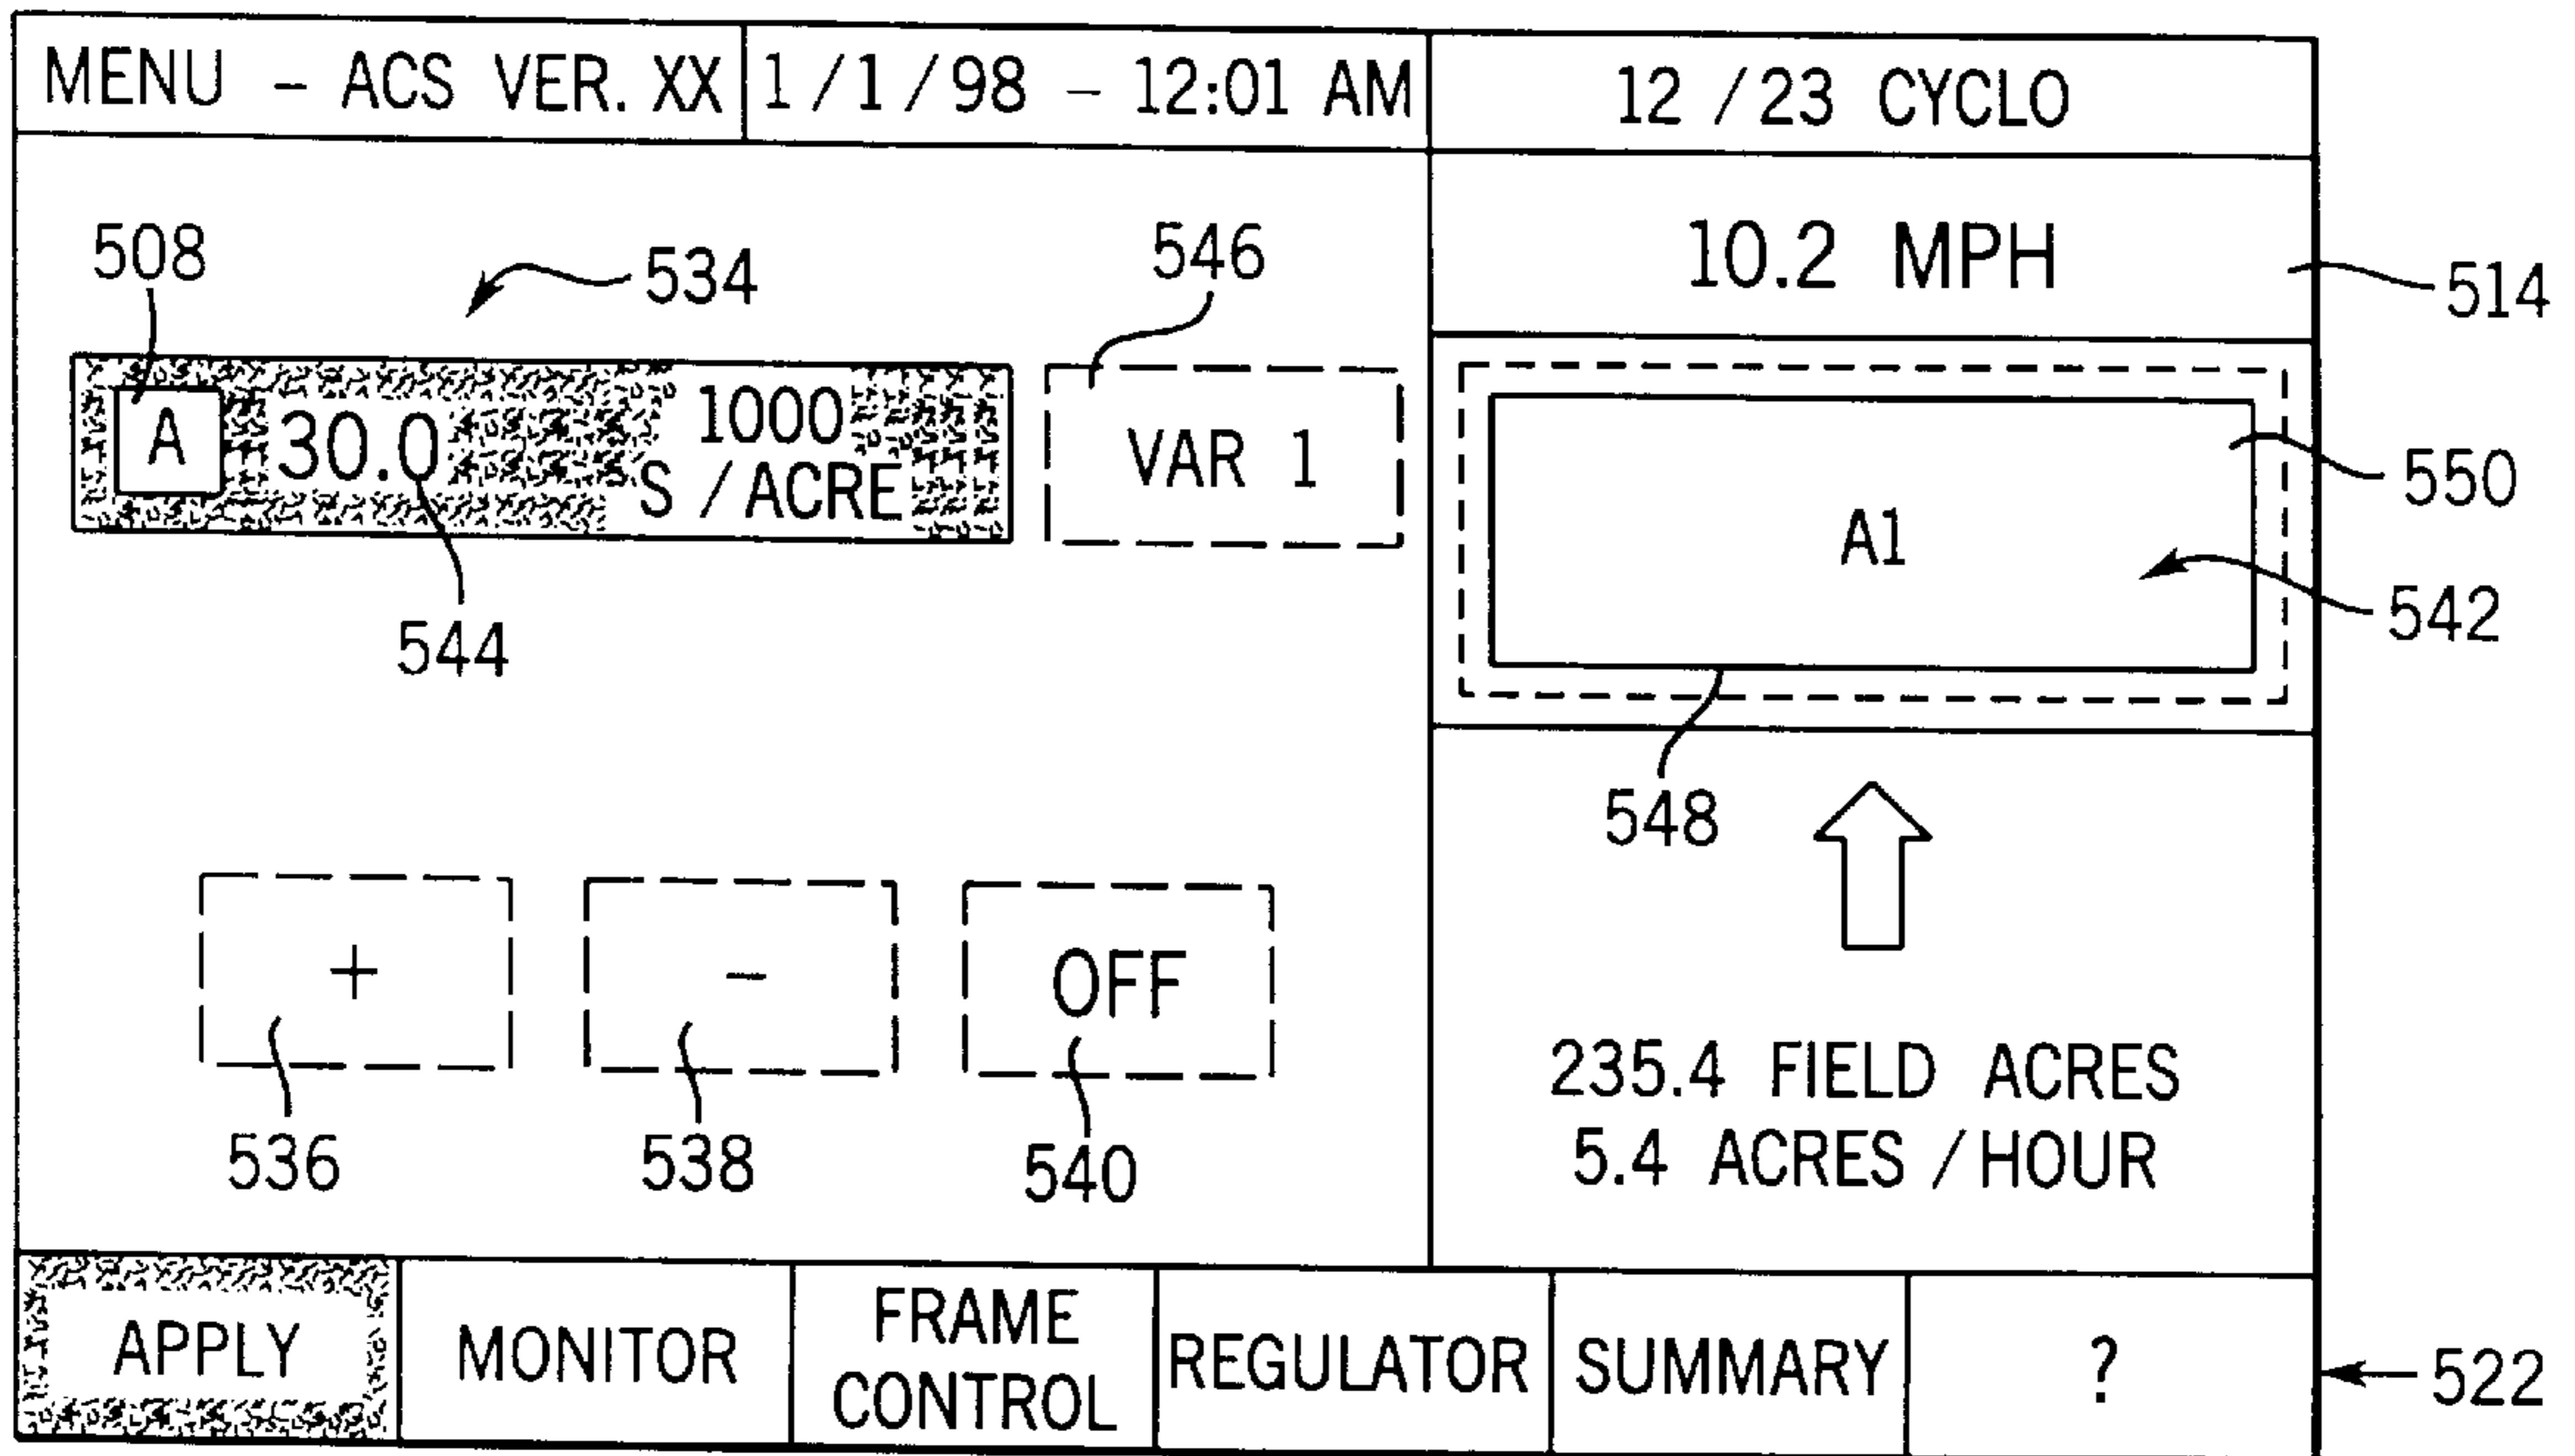 MENU - ACS VER. XX
1/1/98 - 12:01 AM
12/23 CYCLO
508
534
546
10.2 MPH
514
A
30.0
1000
S/ACRE
VAR 1
A1
550
542
544
548
+
-
OFF
536
538
540
235.4 FIELD ACRES
5.4 ACRES/HOUR
APPLY
MONITOR
FRAME
CONTROL
REGULATOR
SUMMARY
?
522